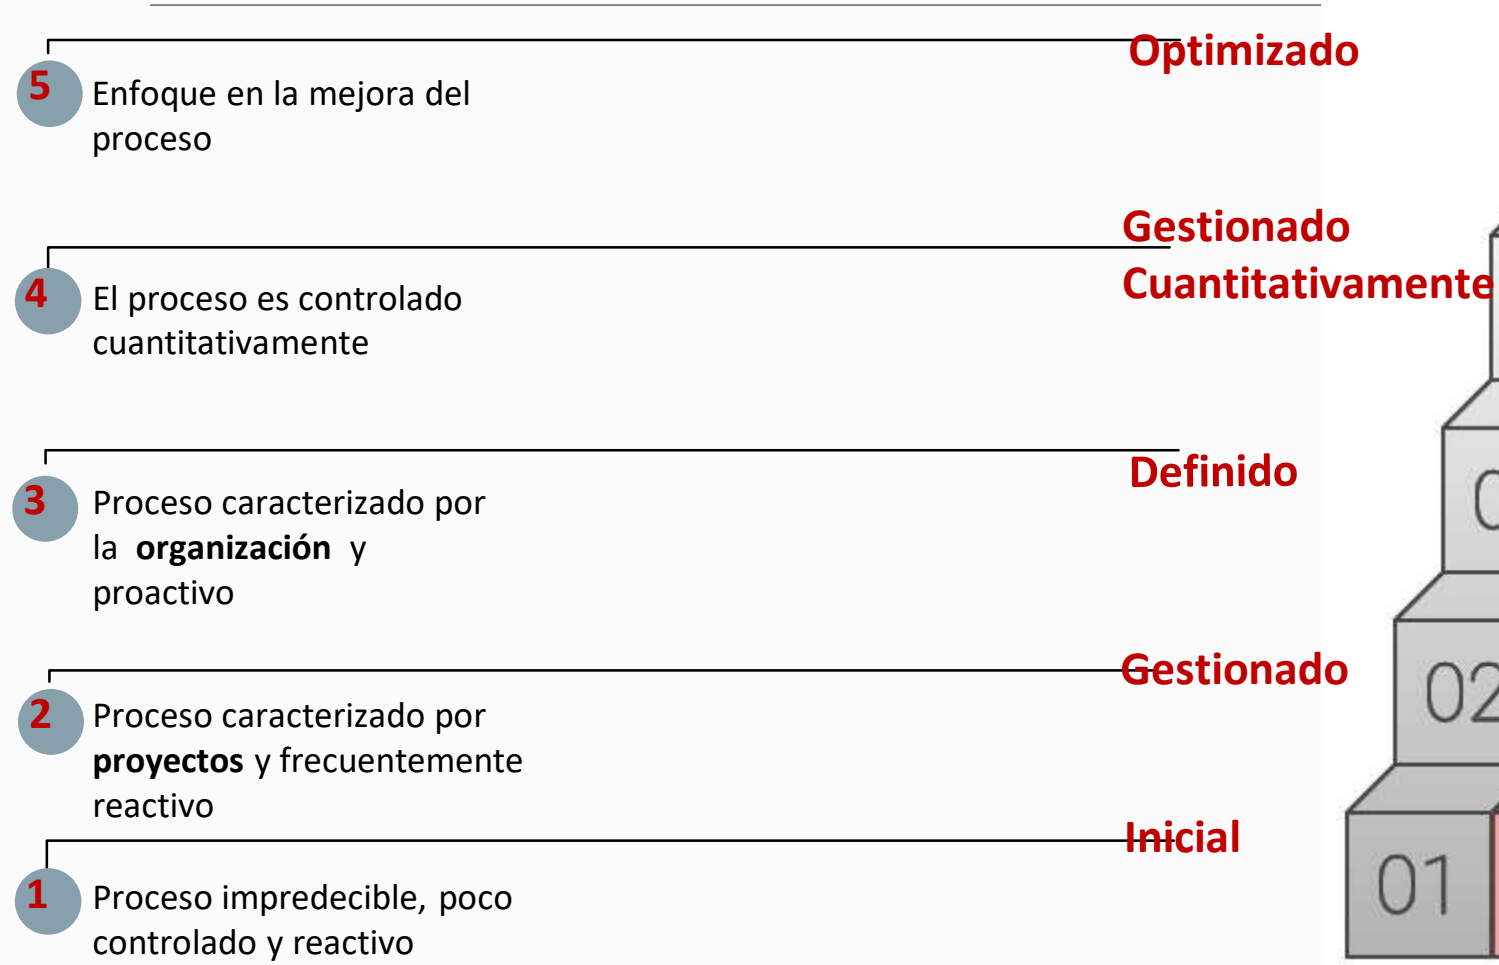 Optimizado
5
Enfoque en la mejora del
proceso
Gestionado
Cuantitativamente
4
El proceso es controlado
cuantitativamente
Definido
3
Proceso caracterizado por
la organización y
proactivo
Gestionado
2
Proceso caracterizado por
proyectos y frecuentemente
reactivo
Inicial
1
Proceso impredecible, poco
controlado y reactivo
02
01